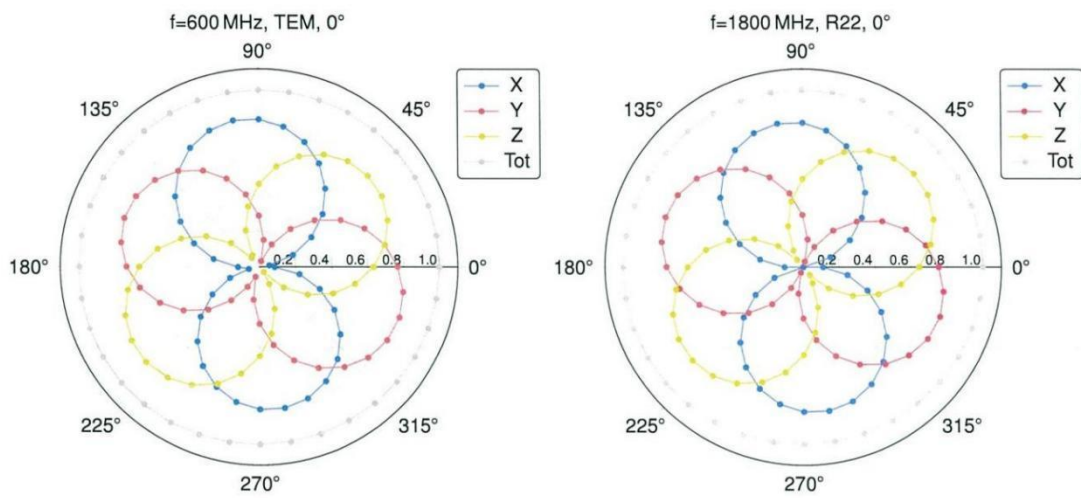 f=600 MHz, TEM, 0°
90°
135°
45°
X
Y
Z
Tot
180°
0.2 0.4 0.6 0.8 1.0
0°
225°
315°
270°
f=1800 MHz, R22, 0°
90°
135°
45°
X
Y
Z
Tot
180°
0.2 0.4 0.6 0.8 1.0
0°
225°
315°
270°